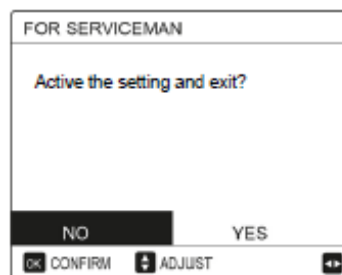 FOR SERVICEMAN
Active the setting and exit?
NO YES
OK CONFIRM ADJUST